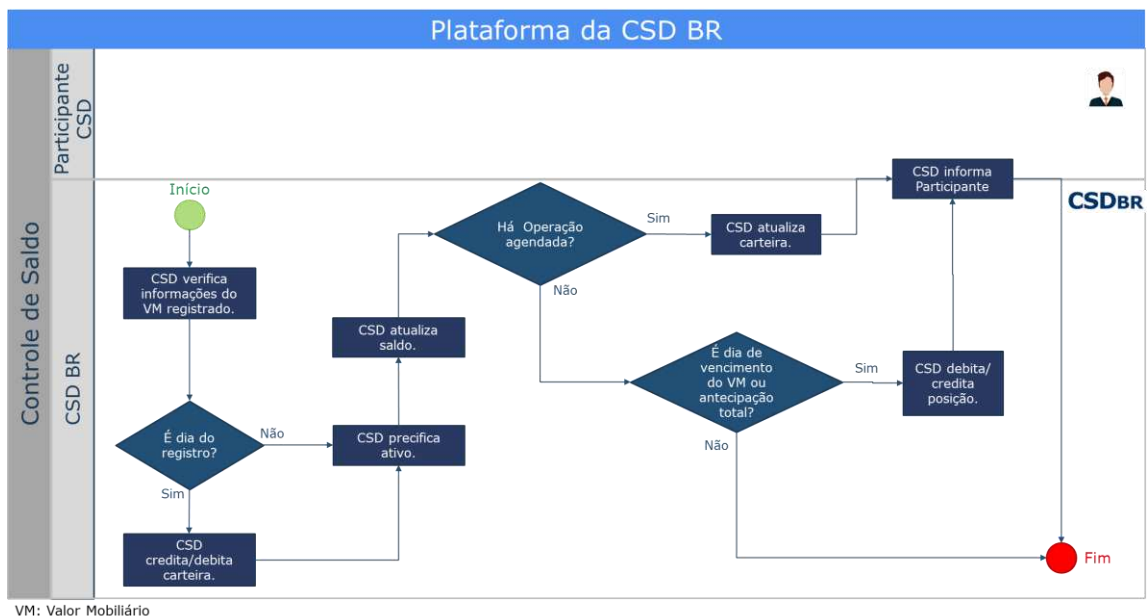 Plataforma da CSD BR
Controle de Saldo
Participante
CSD
CSD BR
CSDBR
Início
CSD verifica
informações do
VM registrado.
É dia do
registro?
Não
Sim
CSD
credita/debita
carteira.
CSD precifica
ativo.
CSD atualiza
saldo.
Há Operação
agendada?
Sim
Não
CSD atualiza
carteira.
CSD informa
Participante
É dia de
vencimento
do VM ou
antecipação
total?
Sim
Não
CSD debita/
credita
posição.
Fim
VM: Valor Mobiliário